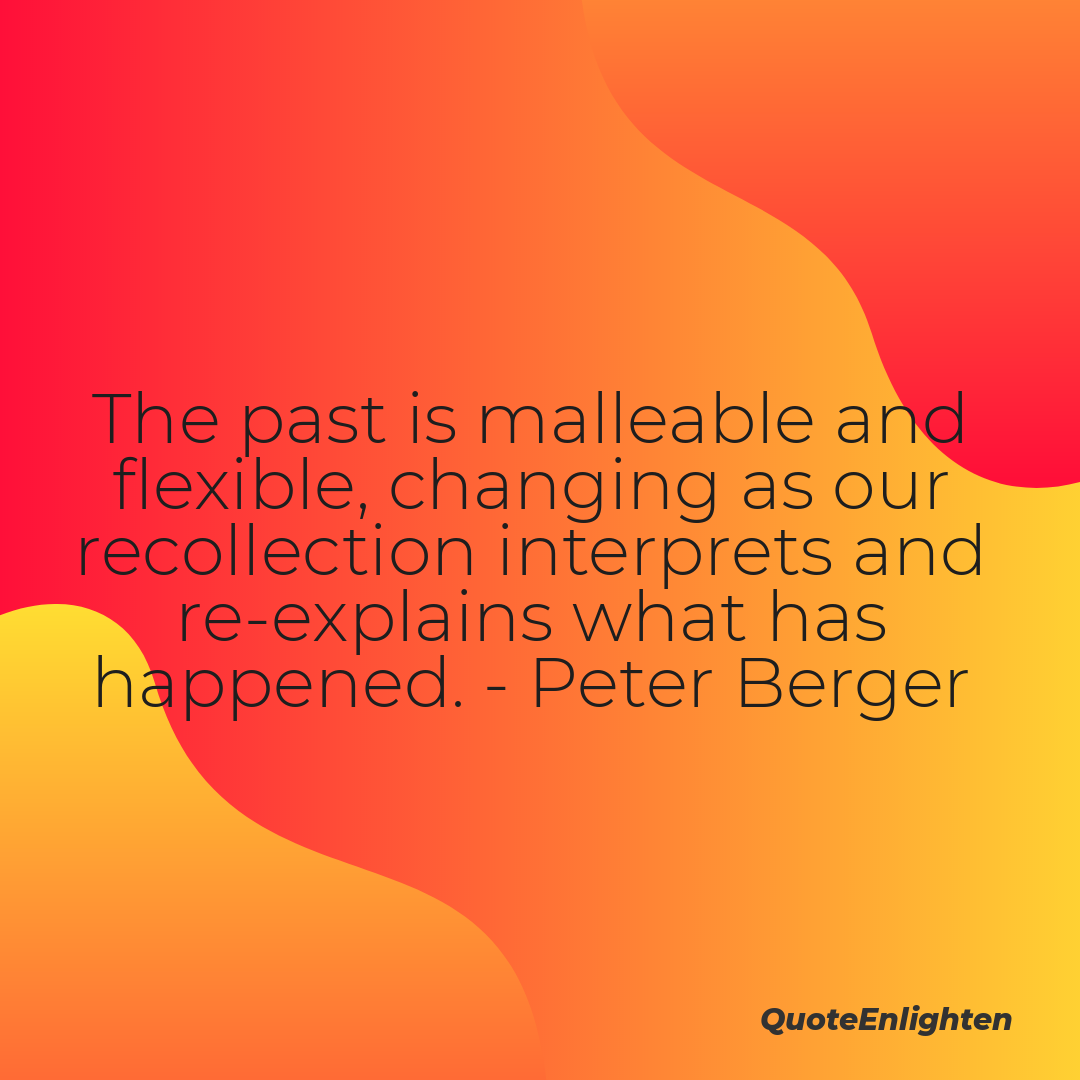 The past is malleable and
flexible, changing as our
recollection interprets and
re-explains what has
happened. - Peter Berger
QuoteEnlighten